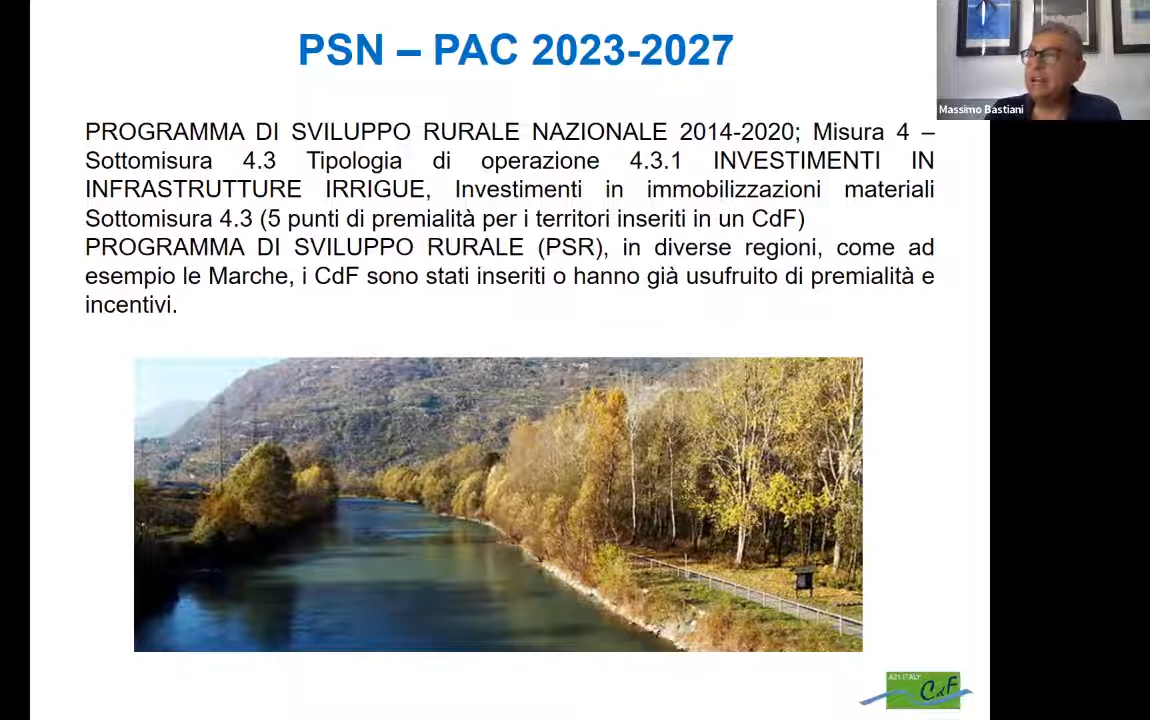 PSN – PAC 2023-2027
Massimo Bastiani
PROGRAMMA DI SVILUPPO RURALE NAZIONALE 2014-2020; Misura 4 –
Sottomisura 4.3 Tipologia di operazione 4.3.1 INVESTIMENTI IN
INFRASTRUTTURE IRRIGUE, Investimenti in immobilizzazioni materiali
Sottomisura 4.3 (5 punti di premialità per i territori inseriti in un CdF)
PROGRAMMA DI SVILUPPO RURALE (PSR), in diverse regioni, come ad
esempio le Marche, i CdF sono stati inseriti o hanno già usufruito di premialità e
incentivi.
A21-ITALY
CdF